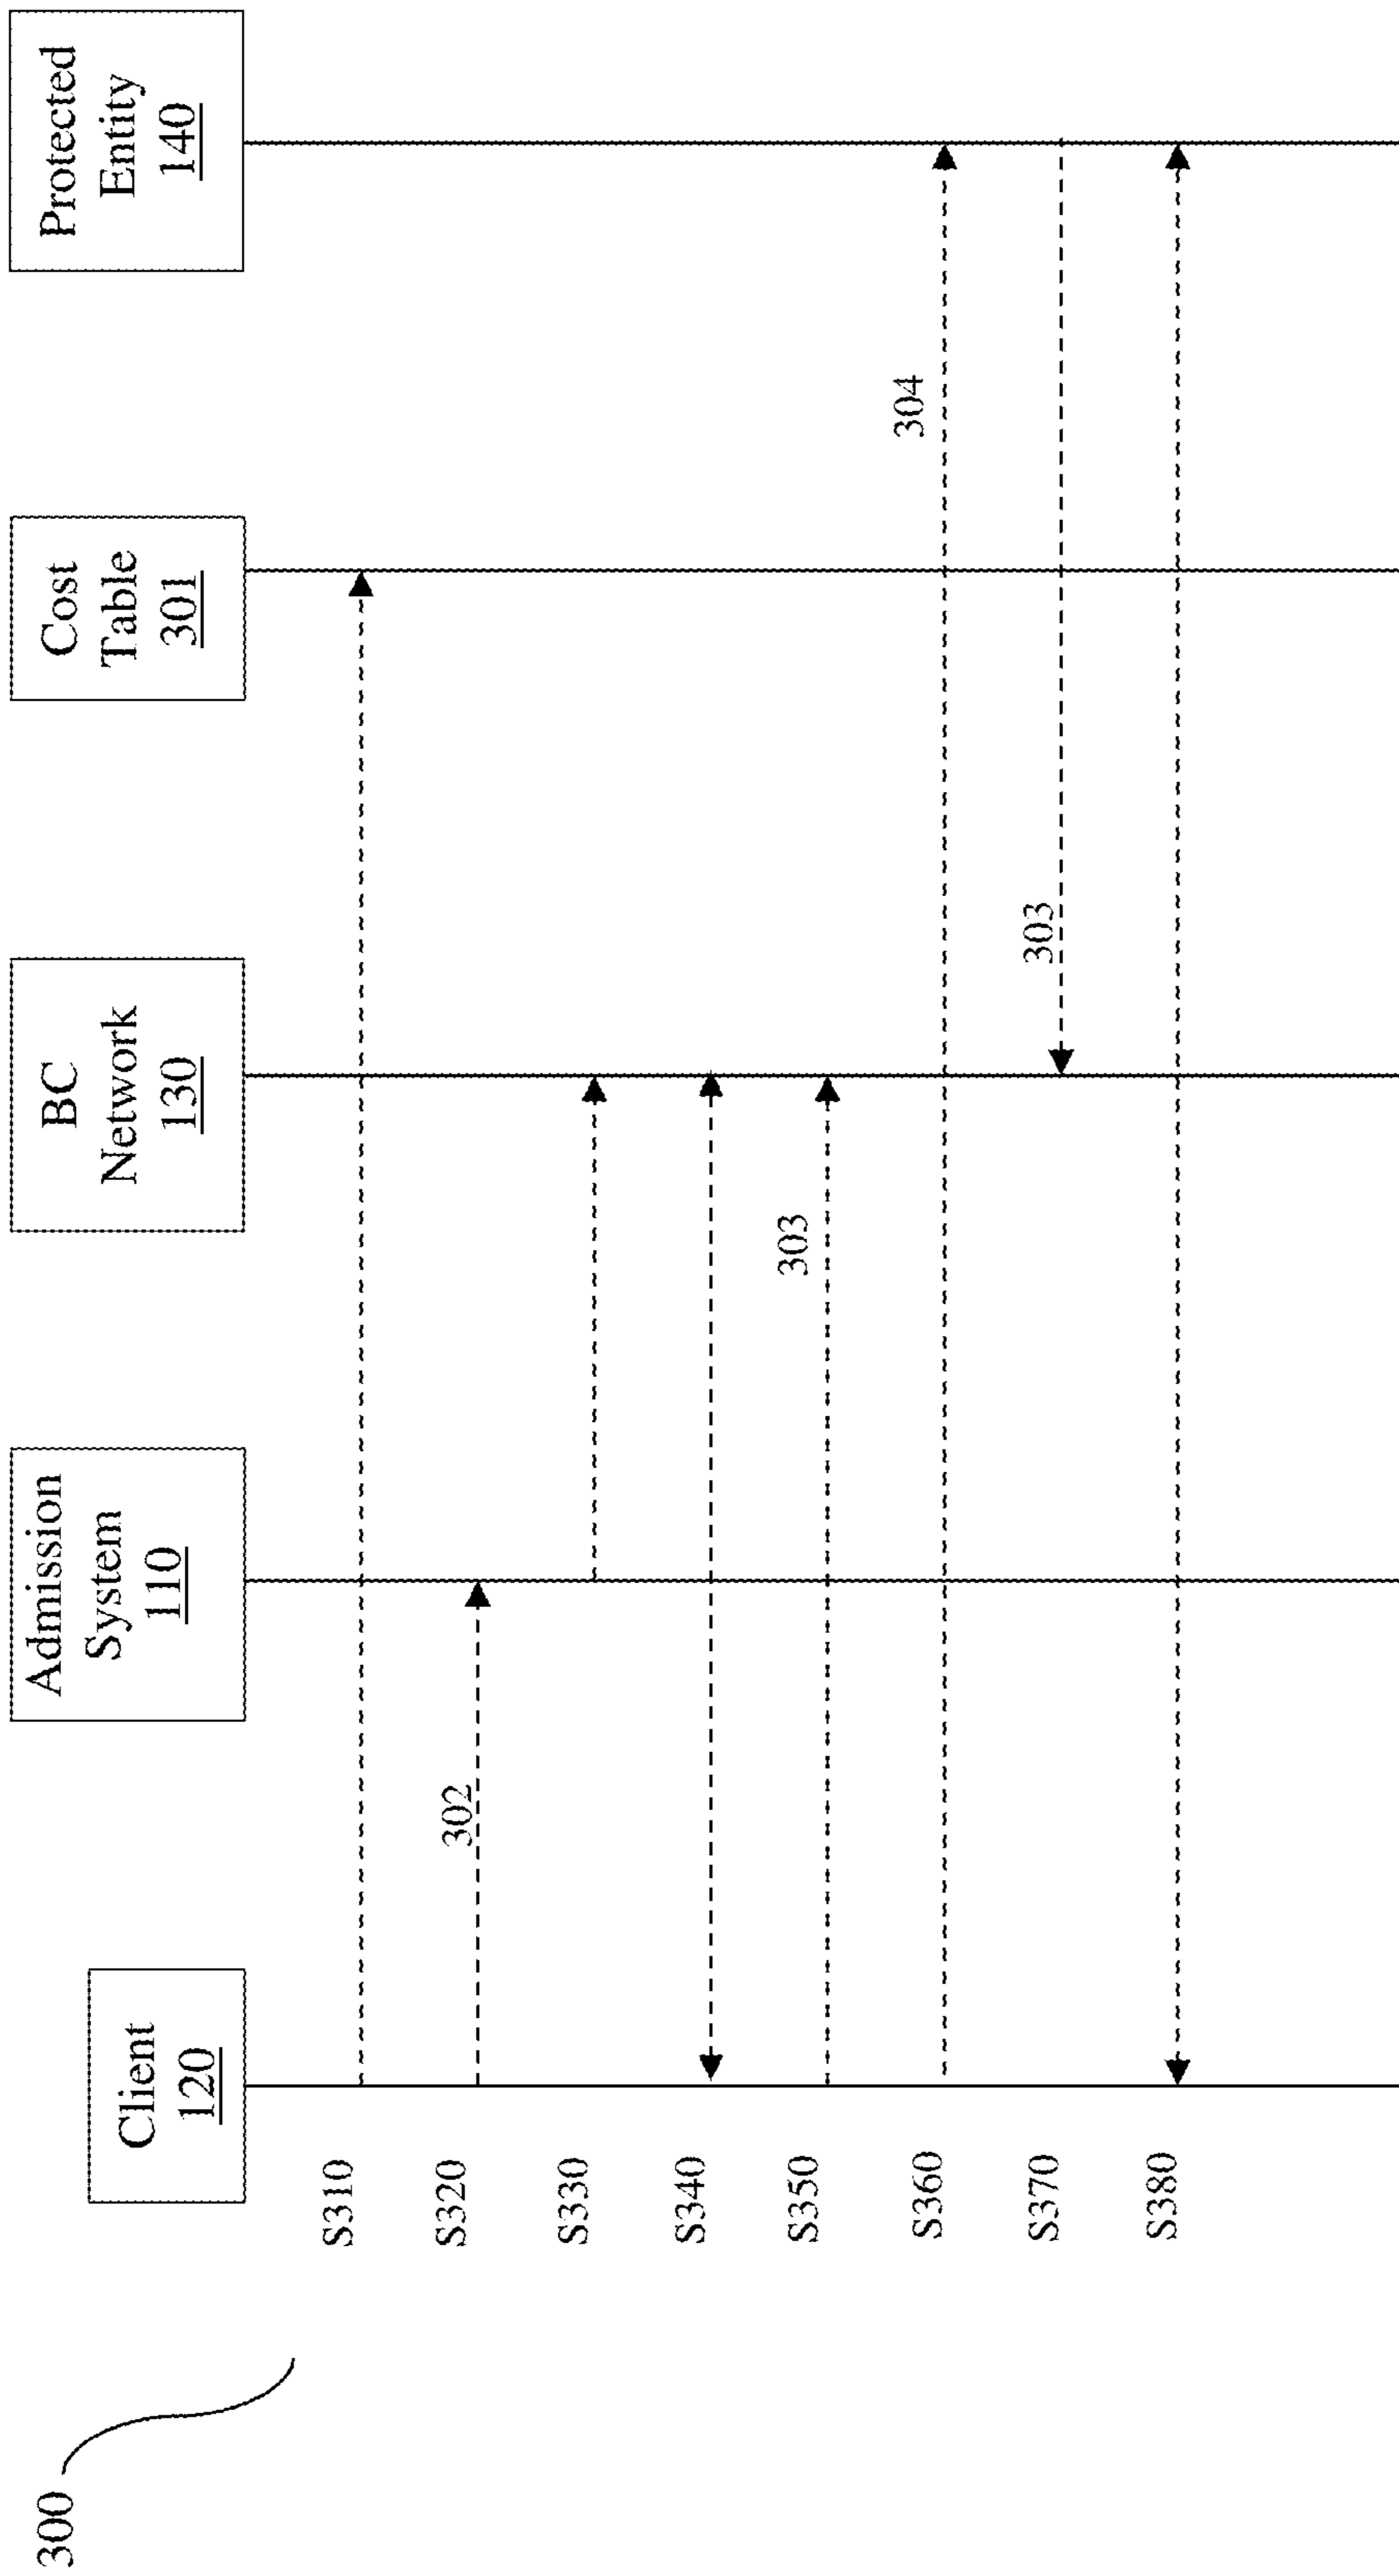 300
Client
120
Admission
System
110
BC
Network
130
Cost
Table
301
Protected
Entity
140
S310
S320
302
S330
S340
S350
303
S360
304
S370
303
S380